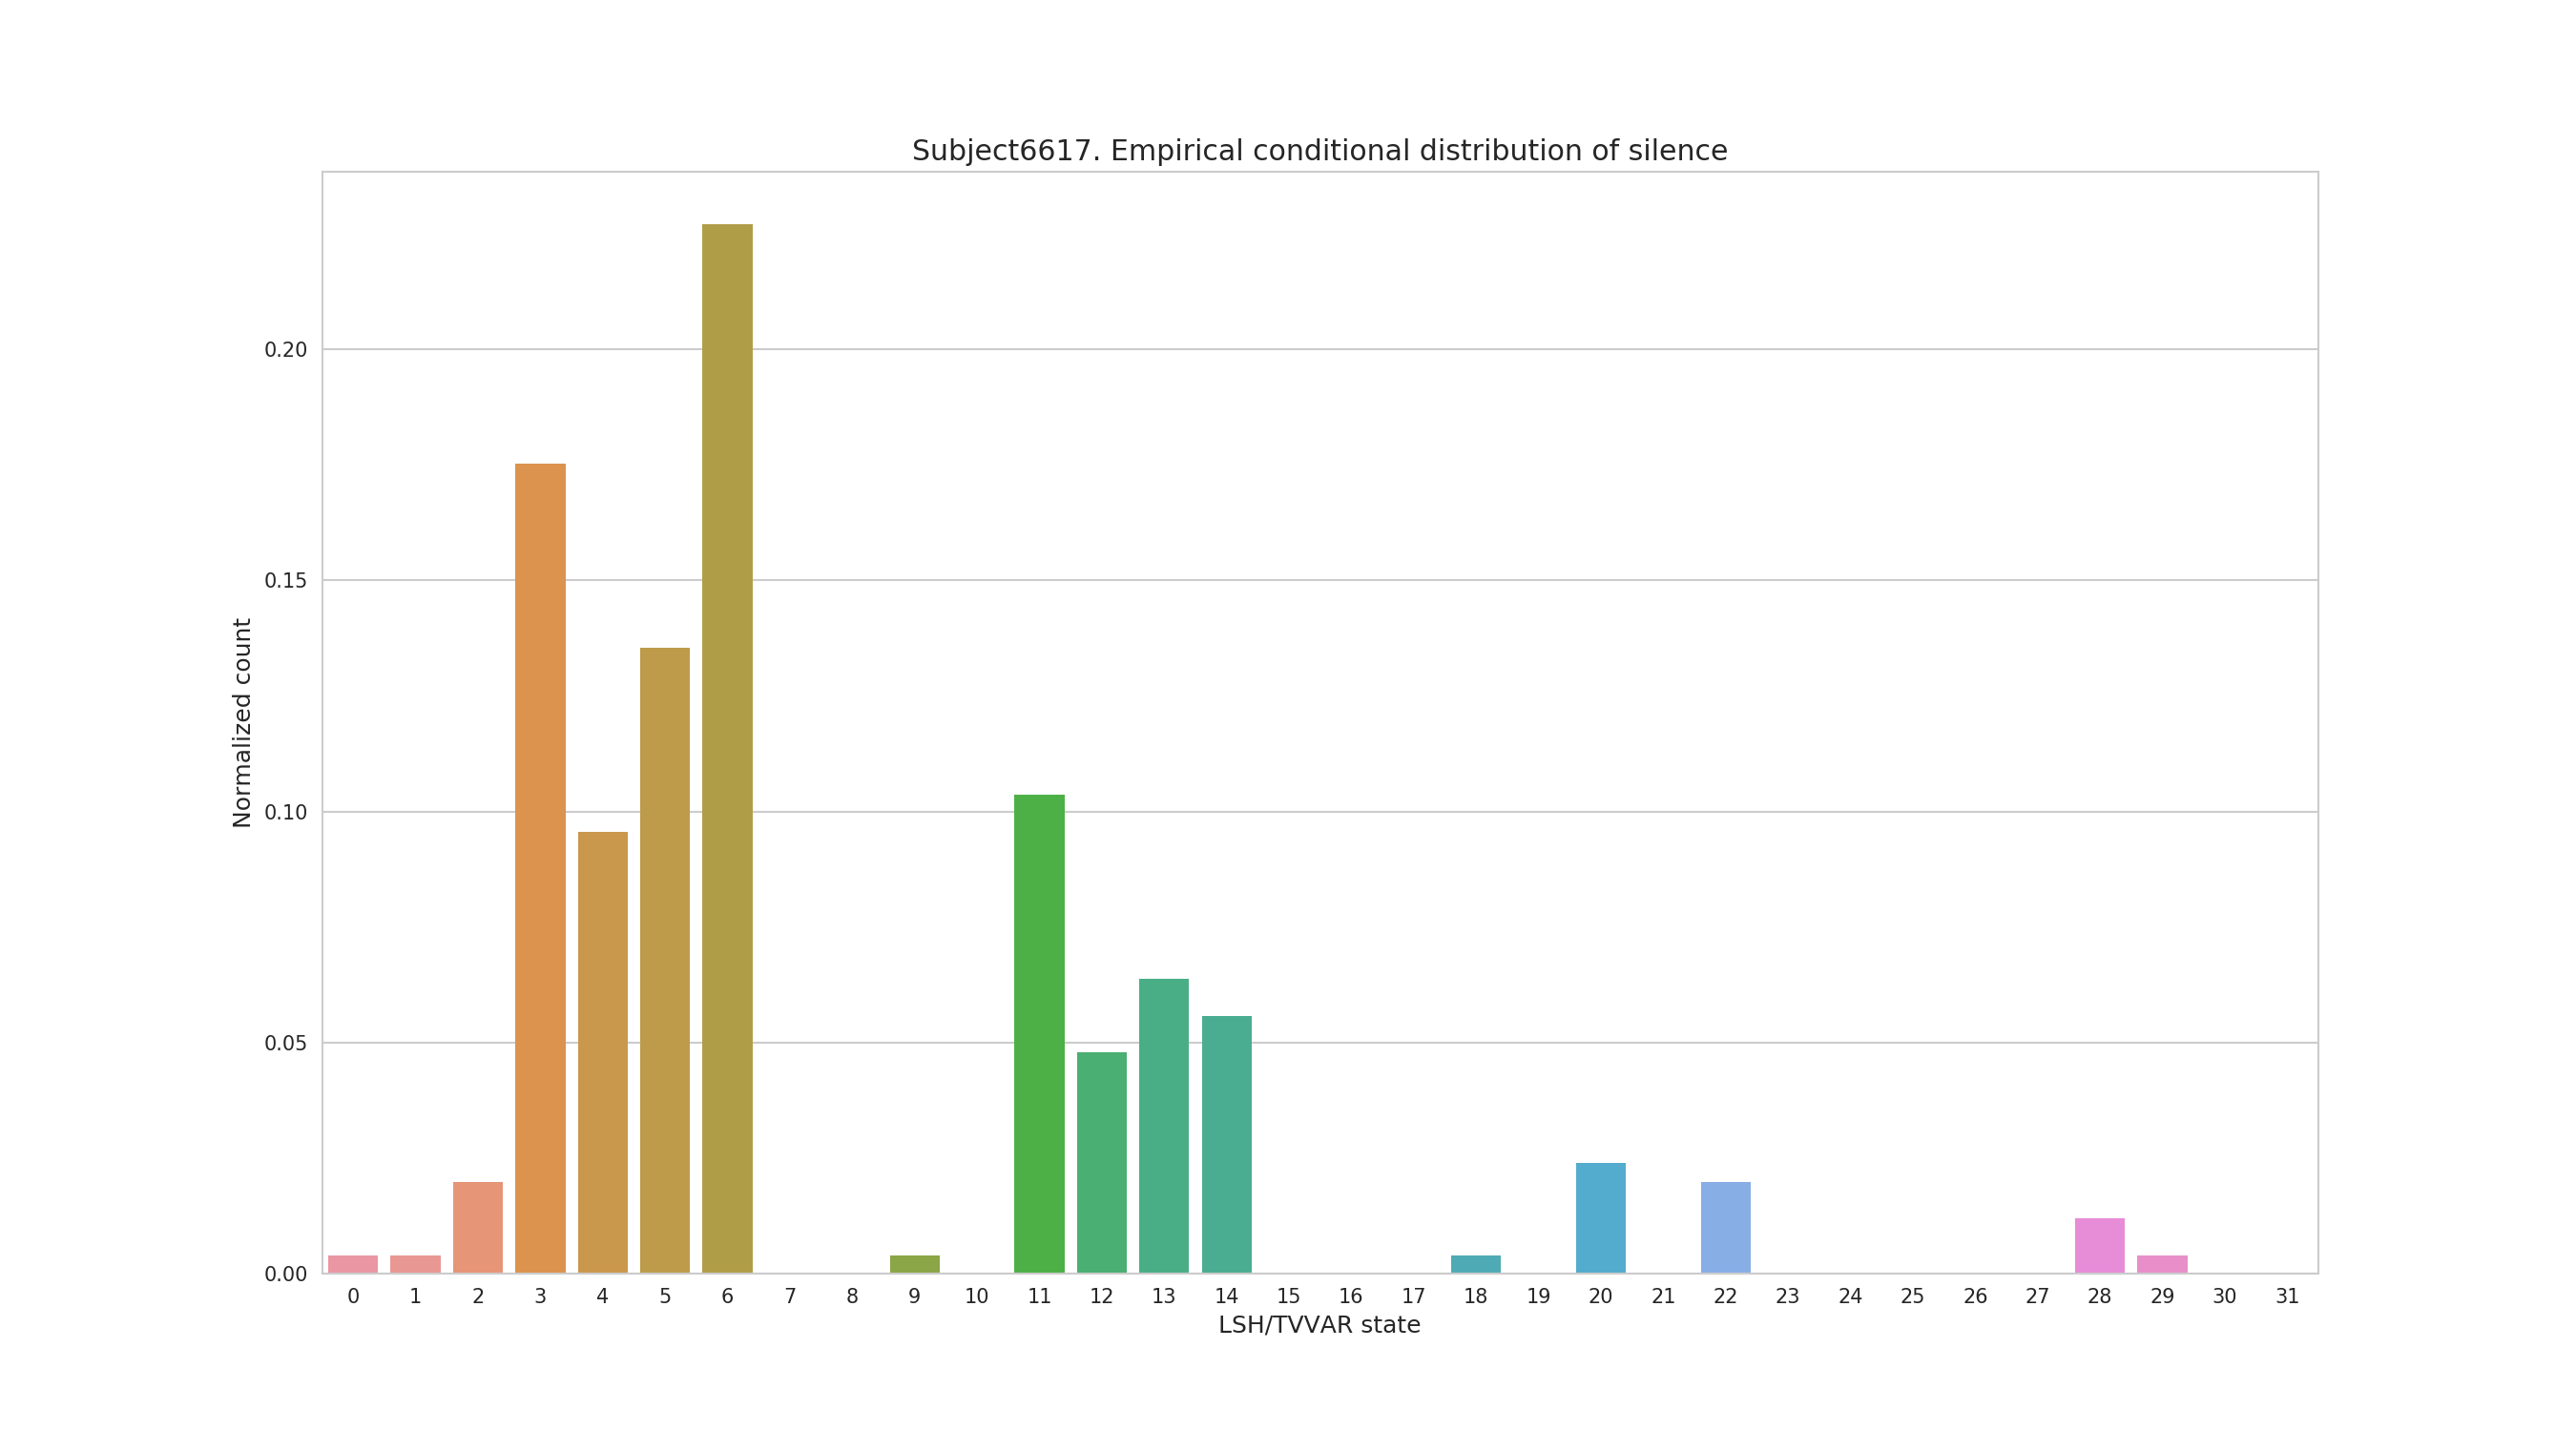 Subject6617. Empirical conditional distribution of silence
Normalized count
0.20
0.15
0.10
0.05
0.00
0 1 2 3 4 5 6 7 8 9 10 11 12 13 14 15 16 17 18 19 20 21 22 23 24 25 26 27 28 29 30 31
LSH/TVVAR state